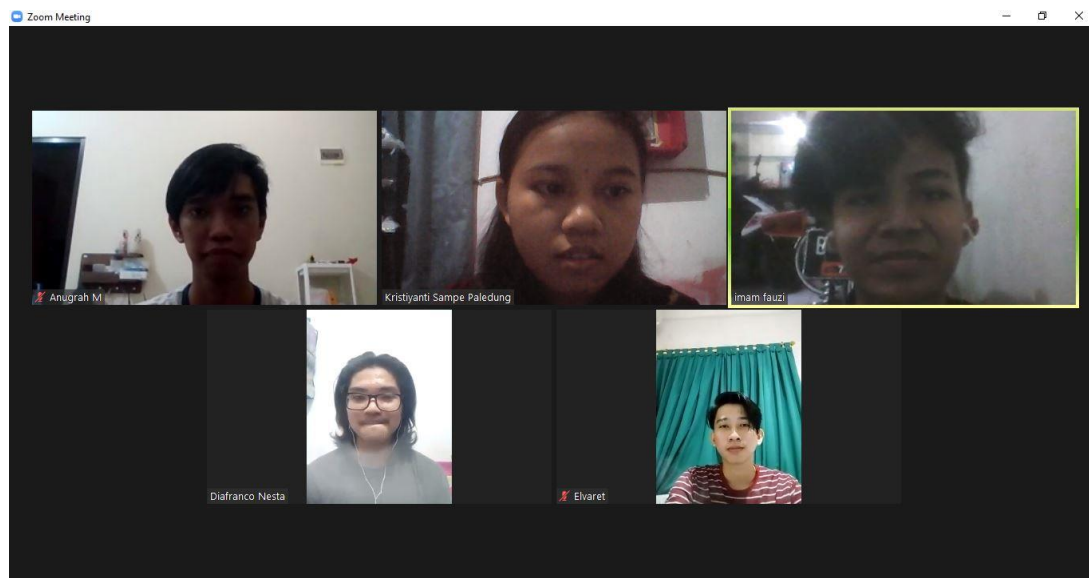 Zoom Meeting
Anugrah M
Kristiyanti Sampe Paledung
imam fauzi
Diafranco Nesta
Elvaret